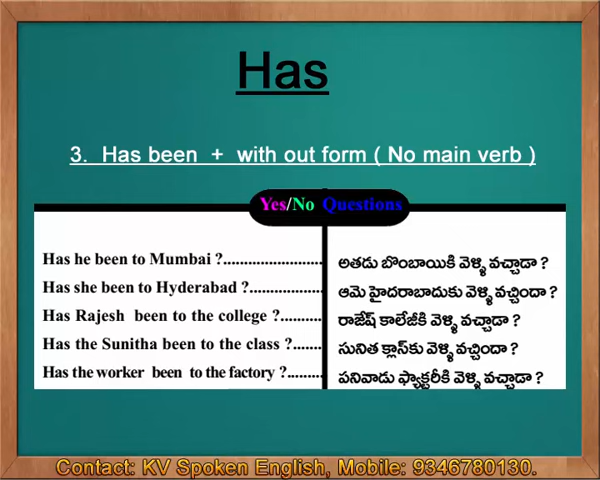 Has
3. Has been + with out form ( No main verb )
Yes/No Questions
Has he been to Mumbai ?....................... అతడు బొంబాయికి వెళ్ళి వచ్చాడా ?
Has she been to Hyderabad ?................. ఆమె హైదరాబాదుకు వెళ్ళి వచ్చిందా ?
Has Rajesh been to the college ?.......... రాజేష్ కాలేజీకి వెళ్ళి వచ్చాడా ?
Has the Sunitha been to the class ?....... సునిత క్లాస్‌కు వెళ్ళి వచ్చిందా ?
Has the worker been to the factory ?......... పనివాడు ఫ్యాక్టరీకి వెళ్ళి వచ్చాడా ?
Contact: KV Spoken English, Mobile: 9346780130.